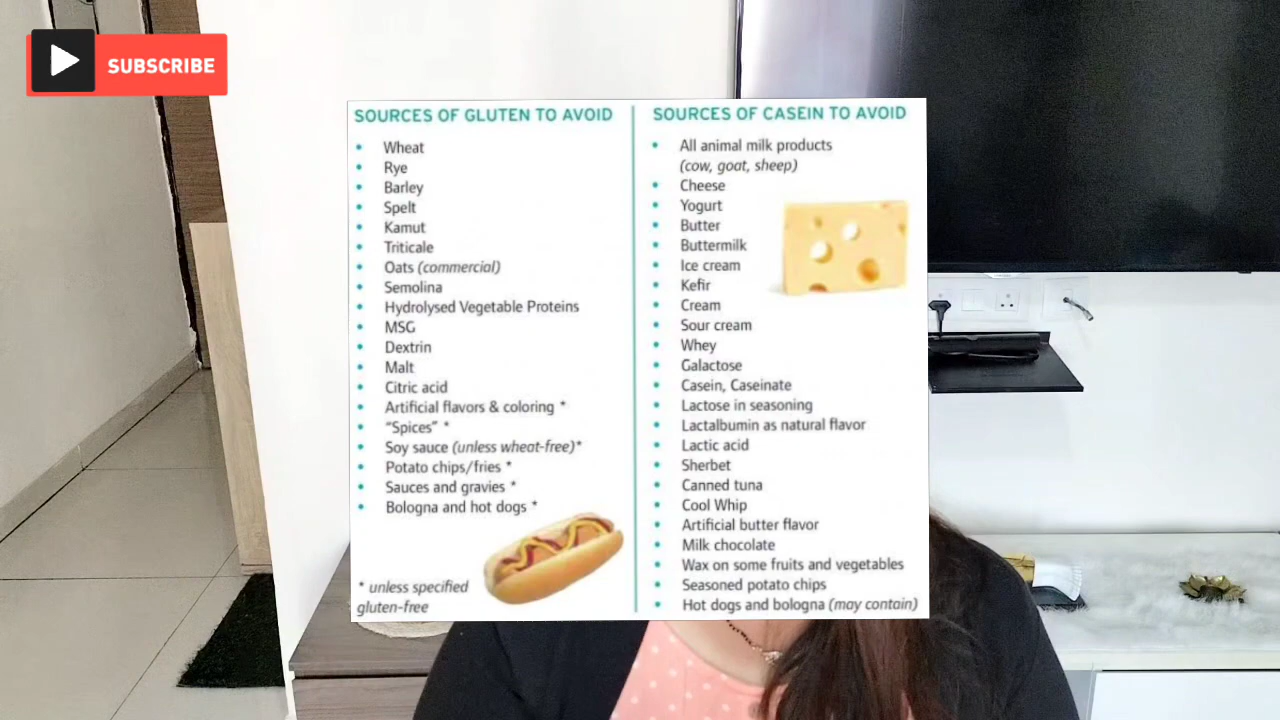 SUBSCRIBE
SOURCES OF GLUTEN TO AVOID
• Wheat
• Rye
• Barley
• Spelt
• Kamut
• Triticale
• Oats (commercial)
• Semolina
• Hydrolysed Vegetable Proteins
• MSG
• Dextrin
• Malt
• Citric acid
• Artificial flavors & coloring *
• “Spices” *
• Soy sauce (unless wheat-free)*
• Potato chips/fries *
• Sauces and gravies *
• Bologna and hot dogs *
* unless specified
gluten-free
SOURCES OF CASEIN TO AVOID
• All animal milk products
(cow, goat, sheep)
• Cheese
• Yogurt
• Butter
• Buttermilk
• Ice cream
• Kefir
• Cream
• Sour cream
• Whey
• Galactose
• Casein, Caseinate
• Lactose in seasoning
• Lactalbumin as natural flavor
• Lactic acid
• Sherbet
• Canned tuna
• Cool Whip
• Artificial butter flavor
• Milk chocolate
• Wax on some fruits and vegetables
• Seasoned potato chips
• Hot dogs and bologna (may contain)